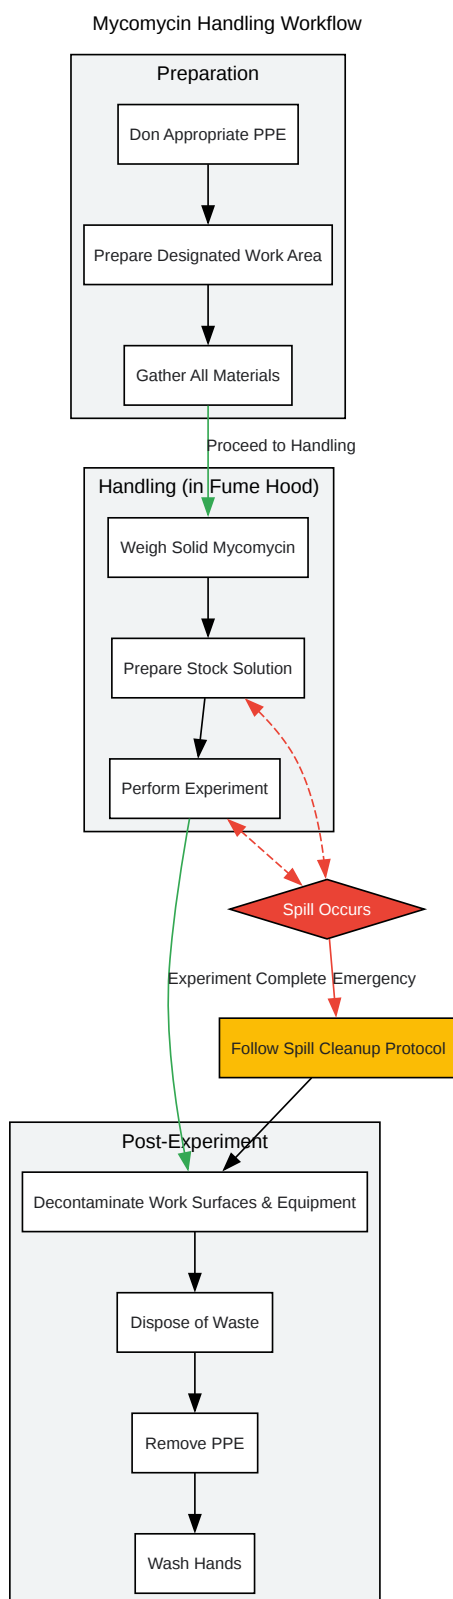 Mycomycin Handling Workflow
Preparation
Don Appropriate PPE
Prepare Designated Work Area
Gather All Materials
Proceed to Handling
Handling (in Fume Hood)
Weigh Solid Mycomycin
Prepare Stock Solution
Perform Experiment
Spill Occurs
Experiment Complete
Emergency
Follow Spill Cleanup Protocol
Post-Experiment
Decontaminate Work Surfaces & Equipment
Dispose of Waste
Remove PPE
Wash Hands